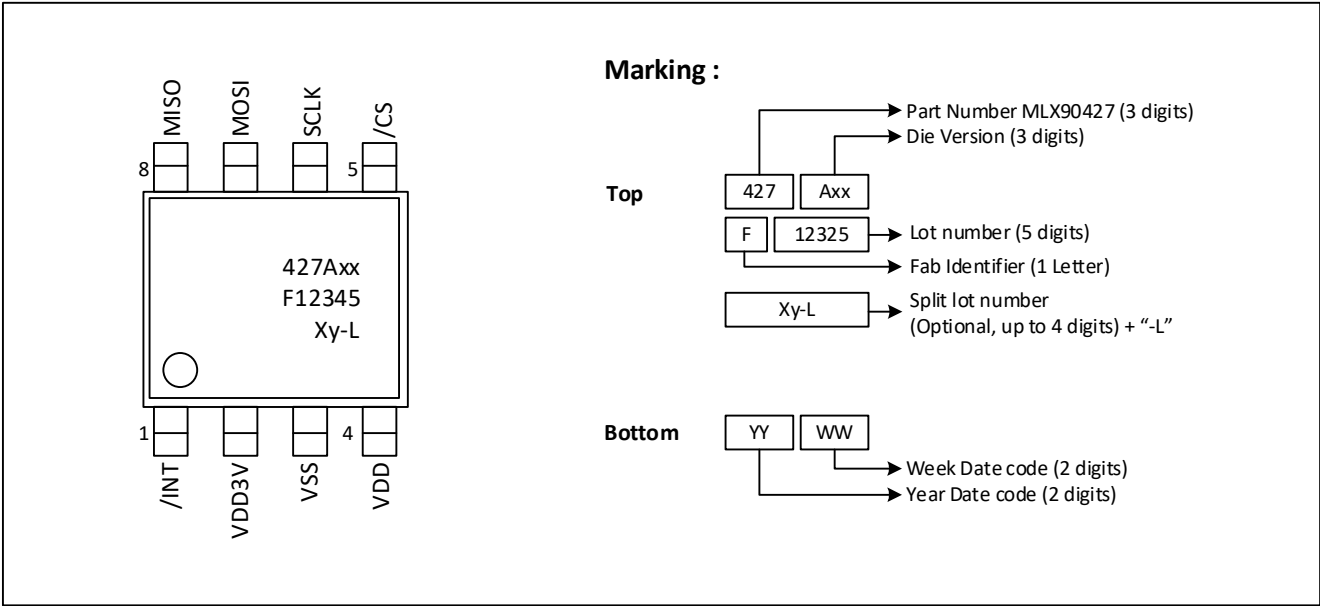 MISO
MOSI
SCLK
/CS
8
5
427Axx
F12345
Xy-L
1
4
/INT
VDD3V
VSS
VDD
Marking :
Part Number MLX90427 (3 digits)
Die Version (3 digits)
Top
427
Axx
F
12325
Lot number (5 digits)
Fab Identifier (1 Letter)
Xy-L
Split lot number
(Optional, up to 4 digits) + “-L”
Bottom
YY
WW
Week Date code (2 digits)
Year Date code (2 digits)